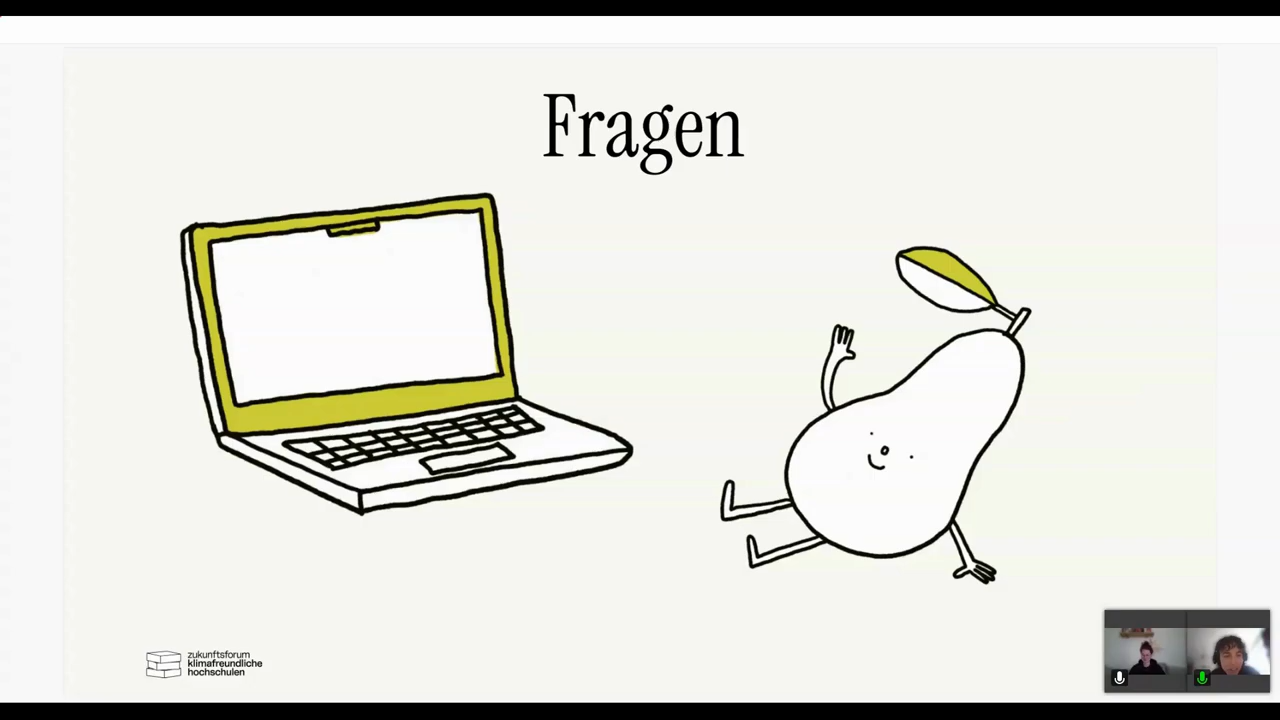 Fragen
zukunftsforum
klimafreundliche
hochschulen